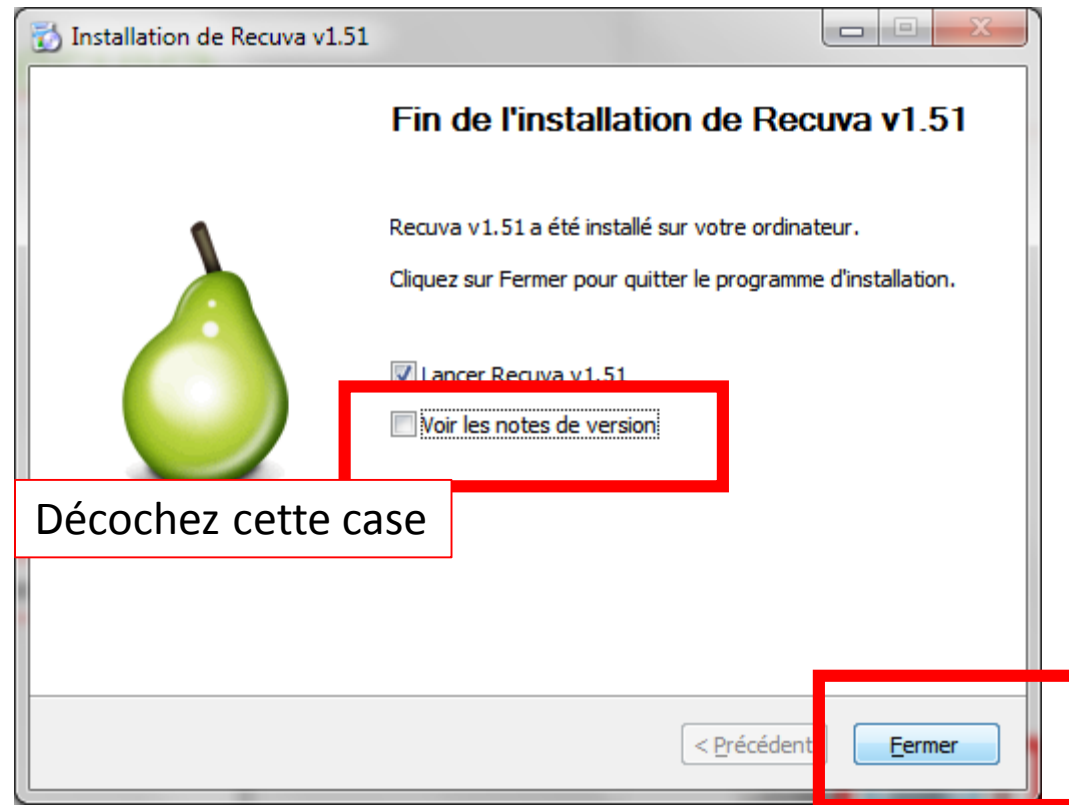 Installation de Recuva v1.51
Fin de l'installation de Recuva v1.51
Recuva v1.51 a été installé sur votre ordinateur.
Cliquez sur Fermer pour quitter le programme d'installation.
Lancer Recuva v1.51
Voir les notes de version
Décochez cette case
< Précédent
Fermer